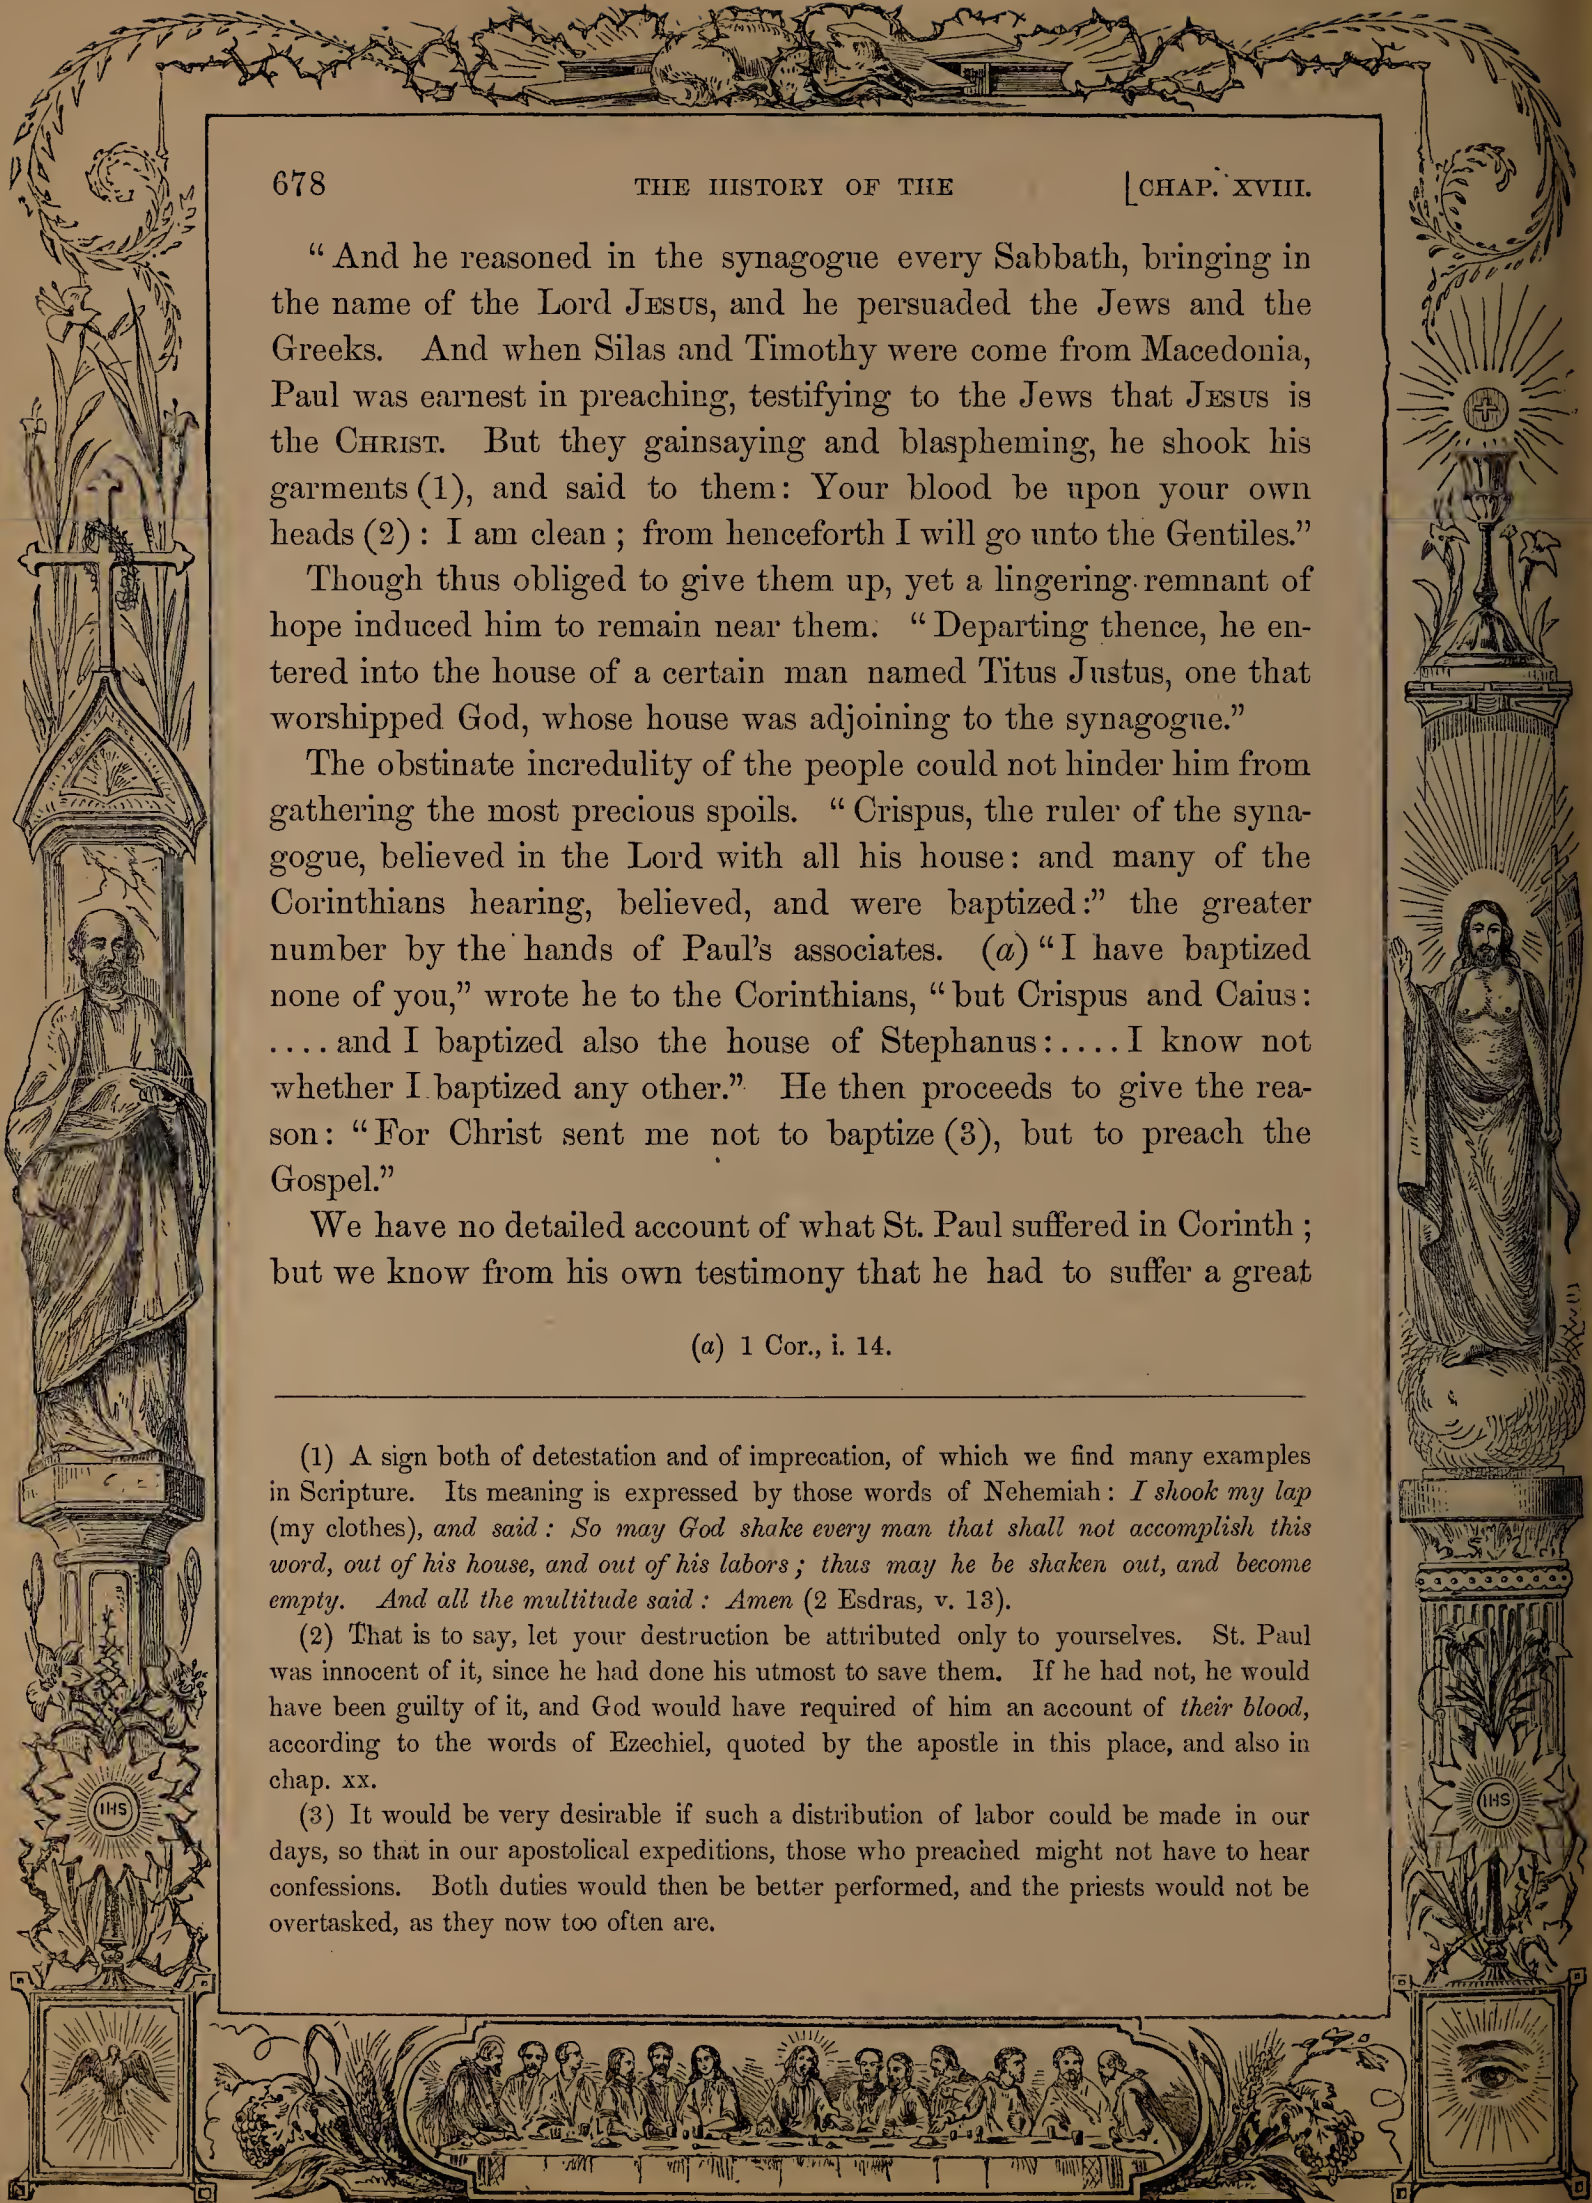 678 THE HISTORY OF THE [CHAP. XVIII.
“And he reasoned in the synagogue every Sabbath, bringing in
the name of the Lord JESUS, and he persuaded the Jews and the
Greeks. And when Silas and Timothy were come from Macedonia,
Paul was earnest in preaching, testifying to the Jews that JESUS is
the CHRIST. But they gainsaying and blaspheming, he shook his
garments (1), and said to them: Your blood be upon your own
heads (2) : I am clean ; from henceforth I will go unto the Gentiles.”
Though thus obliged to give them up, yet a lingering remnant of
hope induced him to remain near them. “Departing thence, he en-
tered into the house of a certain man named Titus Justus, one that
worshipped God, whose house was adjoining to the synagogue.”
The obstinate incredulity of the people could not hinder him from
gathering the most precious spoils. “Crispus, the ruler of the syna-
gogue, believed in the Lord with all his house: and many of the
Corinthians hearing, believed, and were baptized:” the greater
number by the hands of Paul’s associates. (a) “I have baptized
none of you,” wrote he to the Corinthians, “but Crispus and Caius:
....and I baptized also the house of Stephanus:....I know not
whether I baptized any other.” He then proceeds to give the rea-
son: “For Christ sent me not to baptize (3), but to preach the
Gospel.”
We have no detailed account of what St. Paul suffered in Corinth ;
but we know from his own testimony that he had to suffer a great
(a) 1 Cor., i. 14.
(1) A sign both of detestation and of imprecation, of which we find many examples
in Scripture. Its meaning is expressed by those words of Nehemiah: I shook my lap
(my clothes), and said : So may God shake every man that shall not accomplish this
word, out of his house, and out of his labors ; thus may he be shaken out, and become
empty. And all the multitude said : Amen (2 Esdras, v. 13).
(2) That is to say, let your destruction be attributed only to yourselves. St. Paul
was innocent of it, since he had done his utmost to save them. If he had not, he would
have been guilty of it, and God would have required of him an account of their blood,
according to the words of Ezechiel, quoted by the apostle in this place, and also in
chap. xx.
(3) It would be very desirable if such a distribution of labor could be made in our
days, so that in our apostolical expeditions, those who preached might not have to hear
confessions. Both duties would then be better performed, and the priests would not be
overtasked, as they now too often are.
IHS
IHS